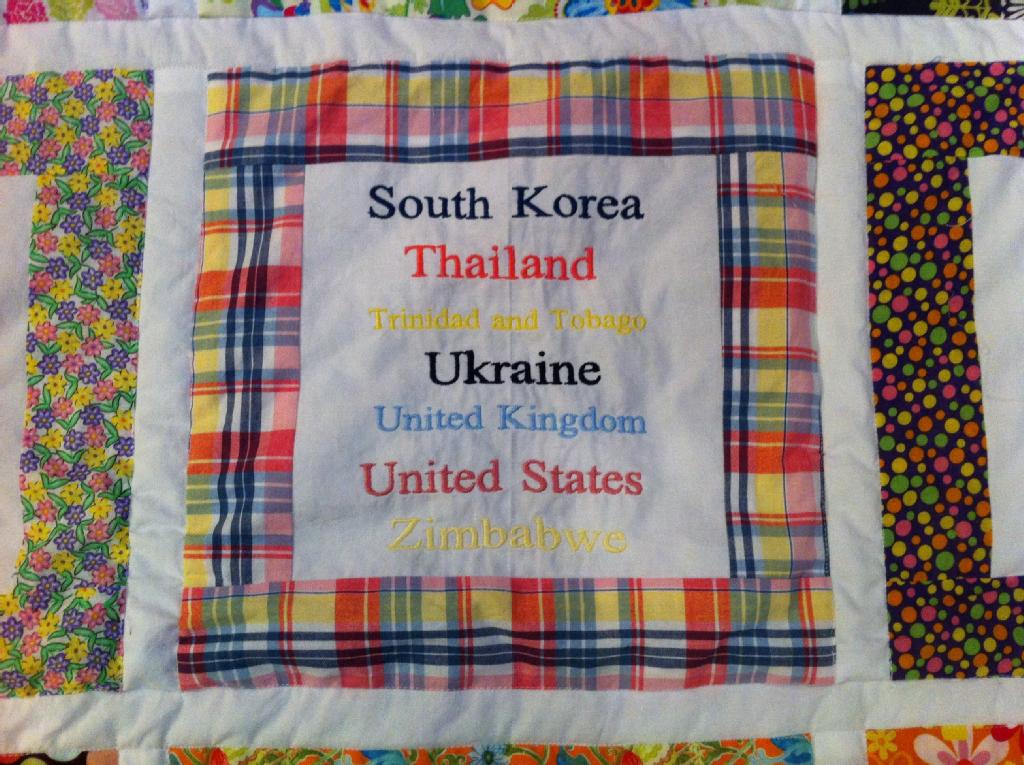 South Korea
Thailand
Trinidad and Tobago
Ukraine
United Kingdom
United States
Zimbabwe